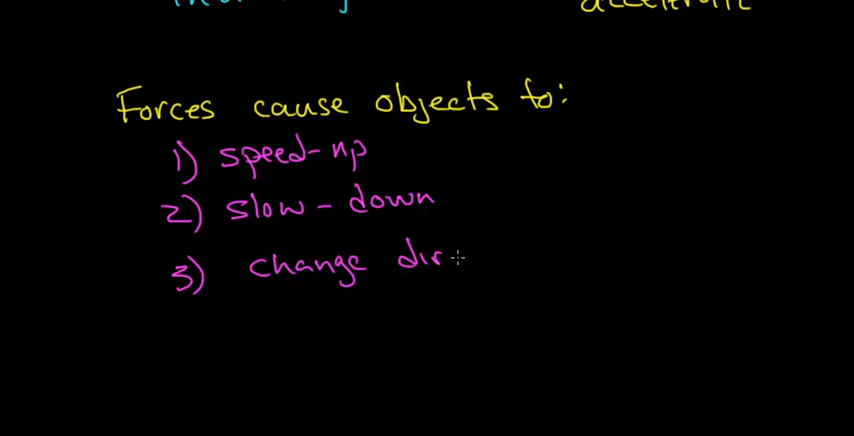 Forces cause objects to:
1) speed-up
2) slow-down
3) change dir